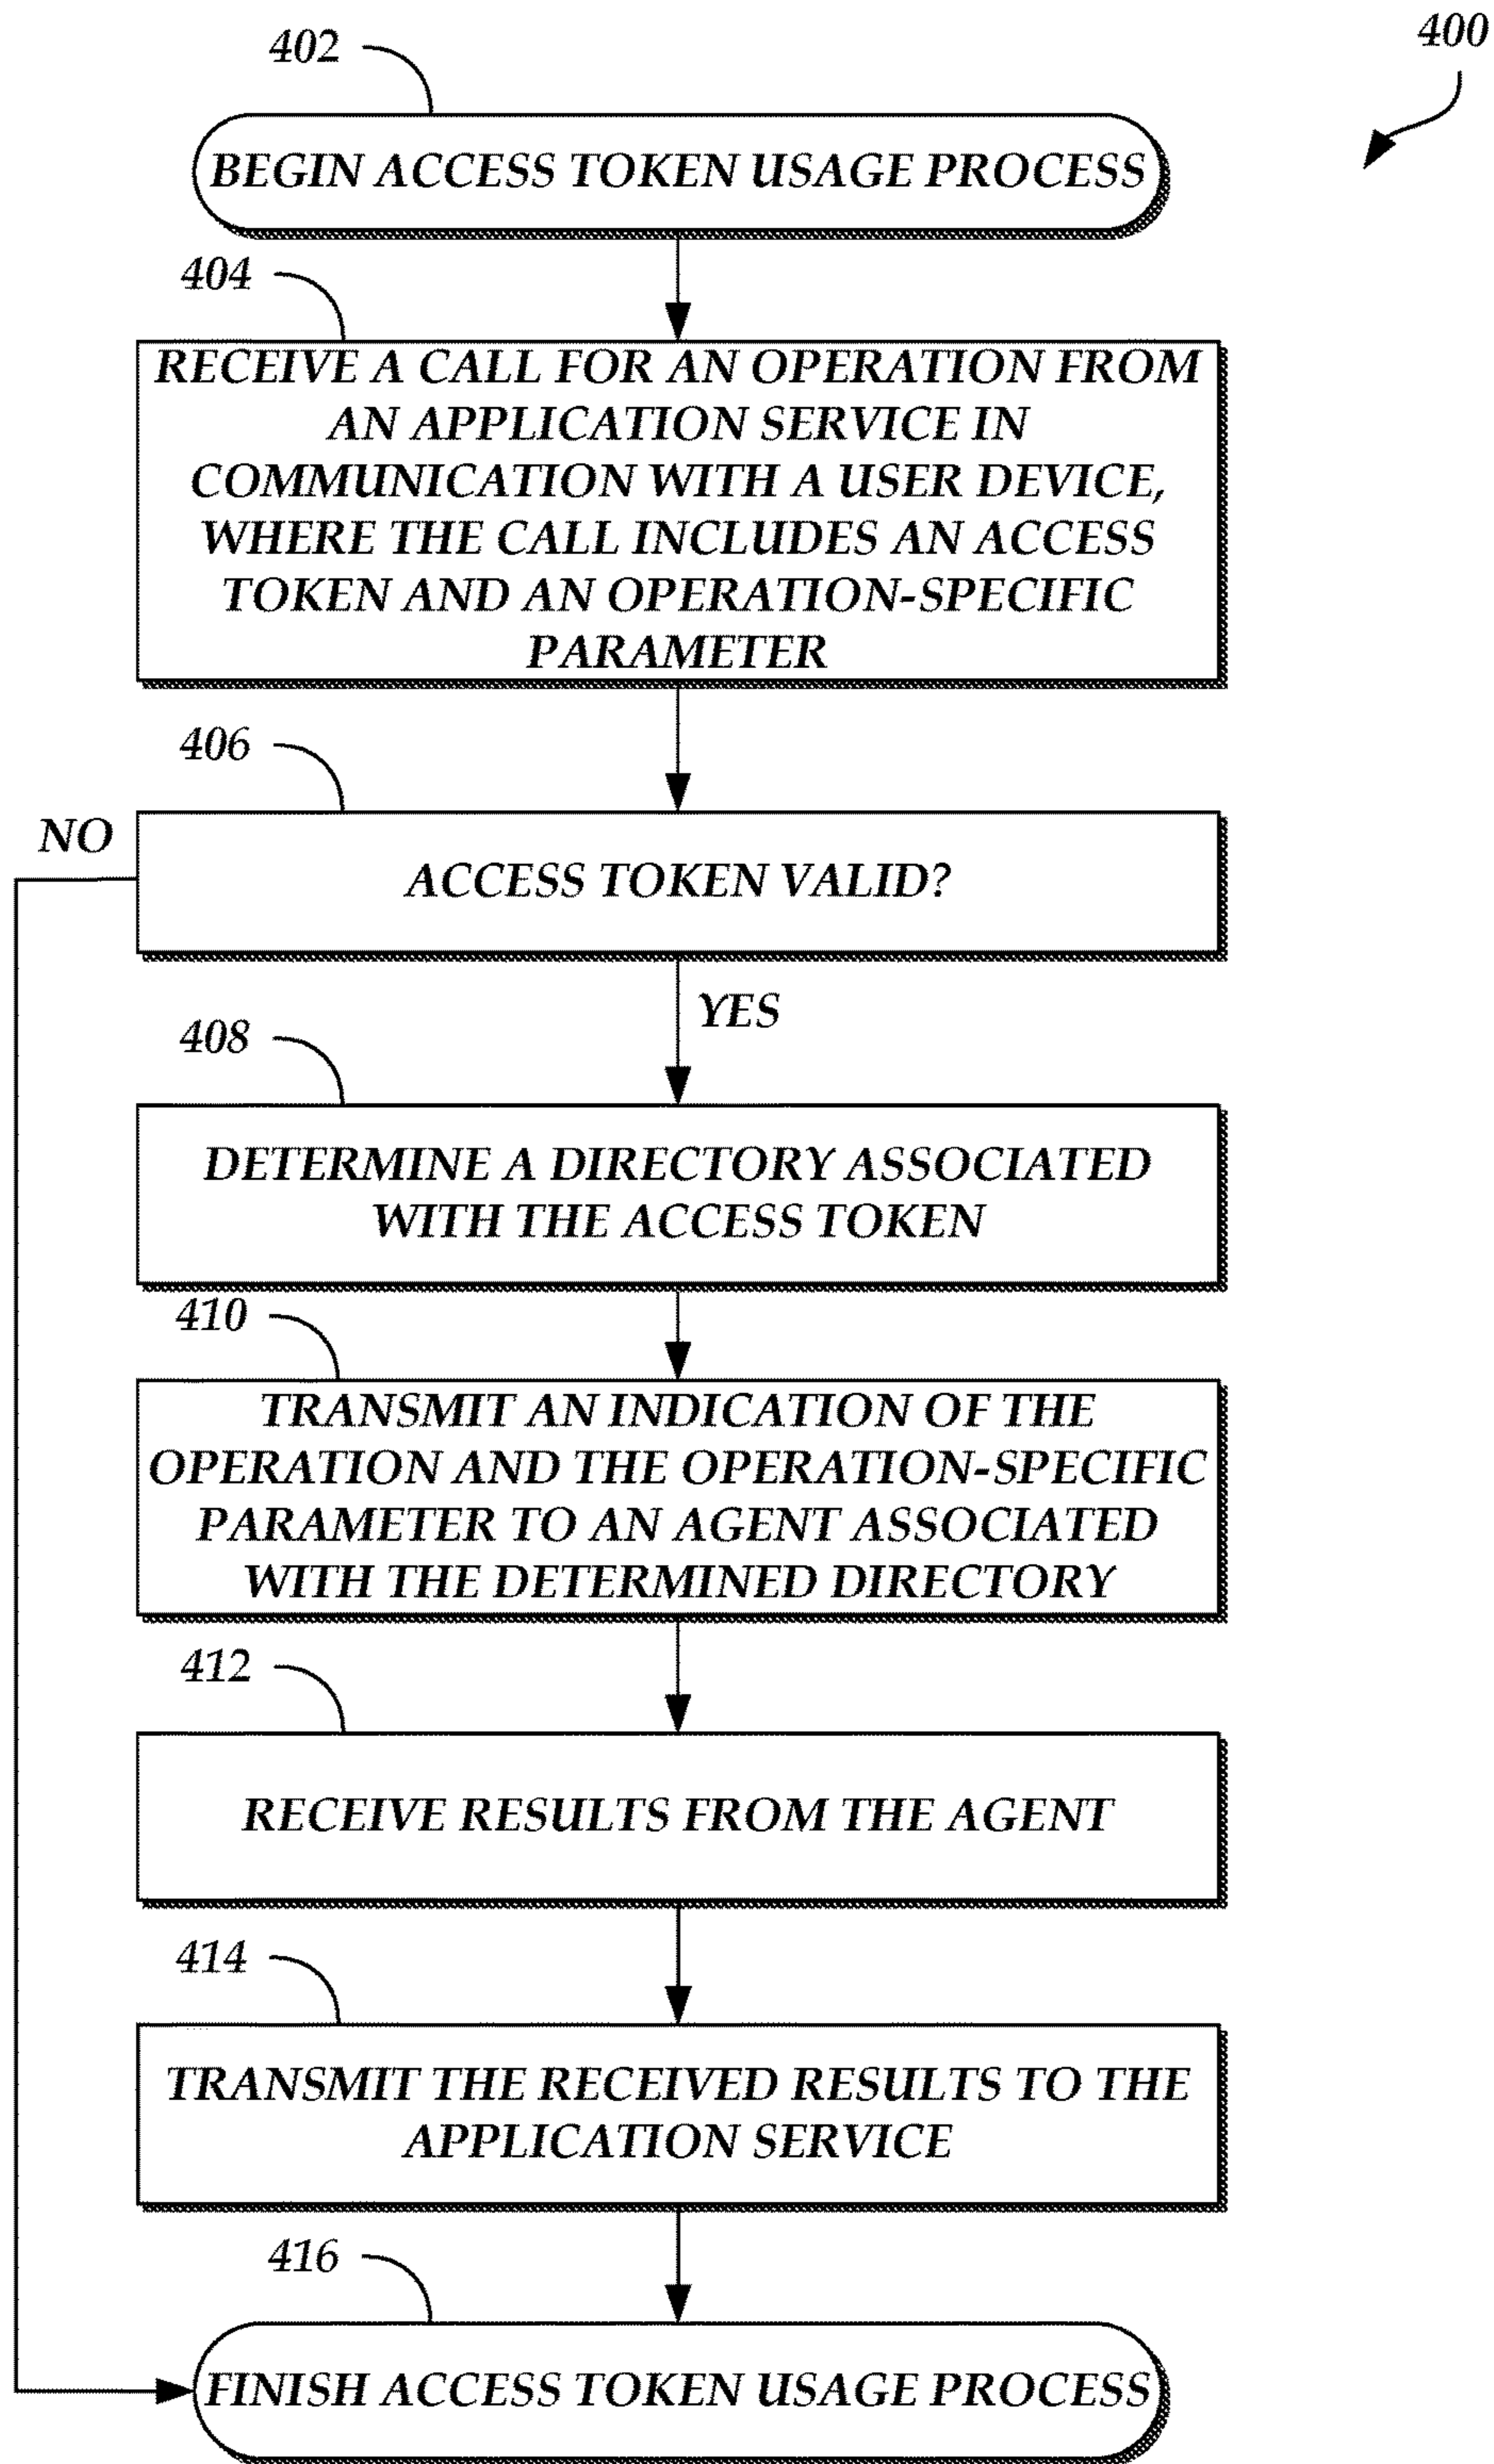 400
402
BEGIN ACCESS TOKEN USAGE PROCESS
404
RECEIVE A CALL FOR AN OPERATION FROM
AN APPLICATION SERVICE IN
COMMUNICATION WITH A USER DEVICE,
WHERE THE CALL INCLUDES AN ACCESS
TOKEN AND AN OPERATION-SPECIFIC
PARAMETER
406
NO
ACCESS TOKEN VALID?
YES
408
DETERMINE A DIRECTORY ASSOCIATED
WITH THE ACCESS TOKEN
410
TRANSMIT AN INDICATION OF THE
OPERATION AND THE OPERATION-SPECIFIC
PARAMETER TO AN AGENT ASSOCIATED
WITH THE DETERMINED DIRECTORY
412
RECEIVE RESULTS FROM THE AGENT
414
TRANSMIT THE RECEIVED RESULTS TO THE
APPLICATION SERVICE
416
FINISH ACCESS TOKEN USAGE PROCESS